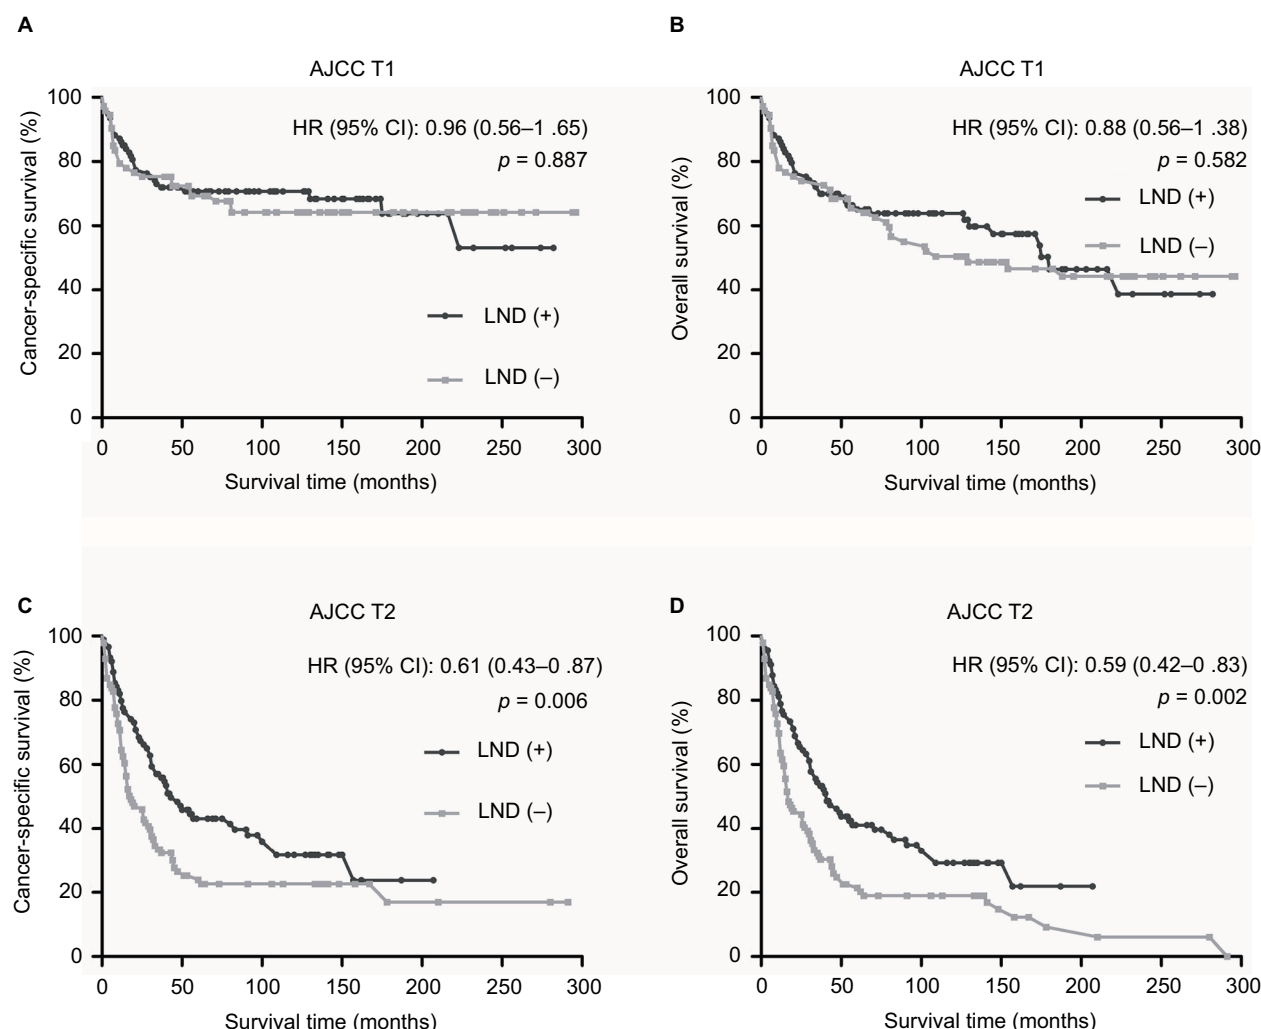 A
AJCC T1
Cancer-specific survival (%)
100
80
60
40
20
0
HR (95% CI): 0.96 (0.56–1 .65)
p = 0.887
LND (+)
LND (–)
0 50 100 150 200 250 300
Survival time (months)
B
AJCC T1
Overall survival (%)
100
80
60
40
20
0
HR (95% CI): 0.88 (0.56–1 .38)
p = 0.582
LND (+)
LND (–)
0 50 100 150 200 250 300
Survival time (months)
C
AJCC T2
Cancer-specific survival (%)
100
80
60
40
20
0
HR (95% CI): 0.61 (0.43–0 .87)
p = 0.006
LND (+)
LND (–)
0 50 100 150 200 250 300
Survival time (months)
D
AJCC T2
Overall survival (%)
100
80
60
40
20
0
HR (95% CI): 0.59 (0.42–0 .83)
p = 0.002
LND (+)
LND (–)
0 50 100 150 200 250 300
Survival time (months)